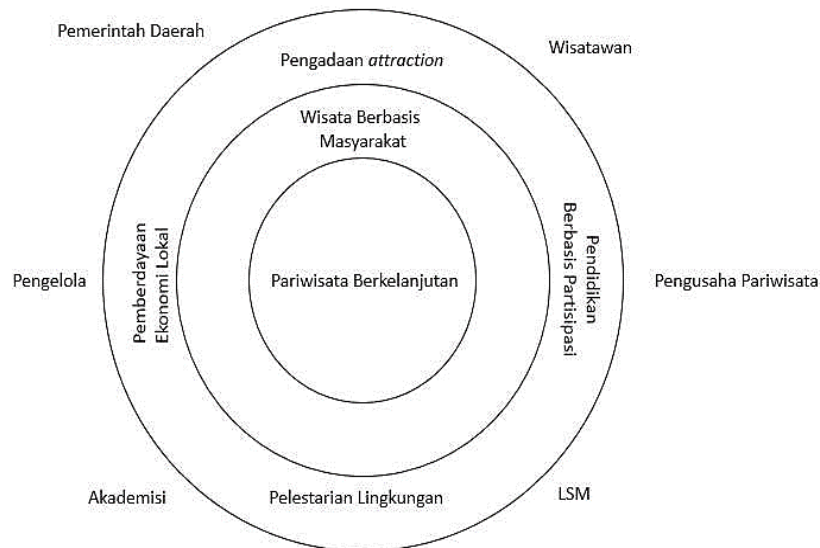 Pemerintah Daerah
Wisatawan
Pengadaan attraction
Wisata Berbasis
Masyarakat
Pemberdayaan
Ekonomi Lokal
Pendidikan
Berbasis Partisipasi
Pengelola
Pariwisata Berkelanjutan
Pengusaha Pariwisata
Akademisi
Pelestarian Lingkungan
LSM